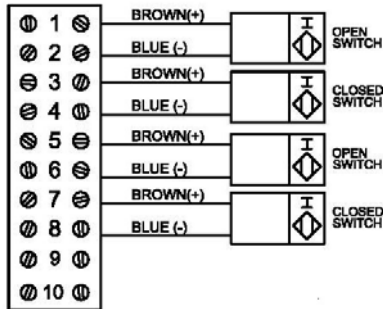 1 BROWN(+)
2 BLUE (-)
OPEN
SWITCH
3 BROWN(+)
4 BLUE (-)
CLOSED
SWITCH
5 BROWN(+)
6 BLUE (-)
OPEN
SWITCH
7 BROWN(+)
8 BLUE (-)
CLOSED
SWITCH
9
10